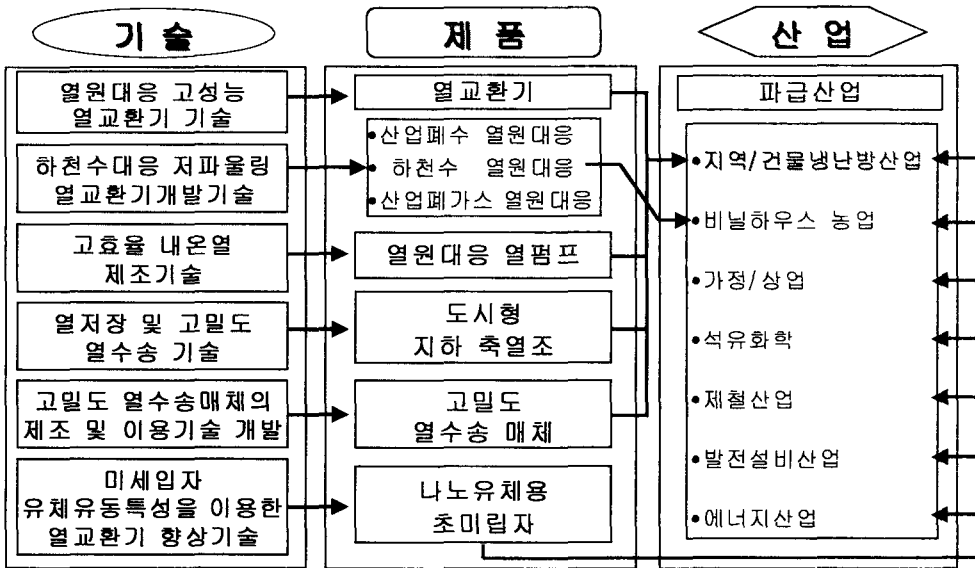 기 술
제 품
산 업
열원대응 고성능
열교환기 기술
하천수대응 저파울링
열교환기개발기술
고효율 내온열
제조기술
열저장 및 고밀도
열수송 기술
고밀도 열수송매체의
제조 및 이용기술 개발
미세입자
유체유동특성을 이용한
열교환기 향상기술
열교환기
•산업폐수 열원대응
• 하천수 열원대응
•산업폐가스 열원대응
열원대응 열펌프
도시형
지하 축열조
고밀도
열수송 매체
나노유체용
초미립자
파급산업
•지역/건물냉난방산업
•비닐하우스 농업
•가정/상업
•석유화학
•제철산업
•발전설비산업
•에너지산업